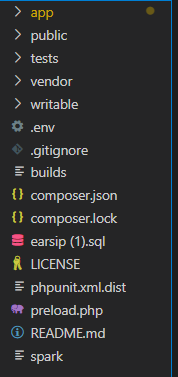 app
public
tests
vendor
writable
.env
.gitignore
builds
composer.json
composer.lock
earsip (1).sql
LICENSE
phpunit.xml.dist
preload.php
README.md
spark